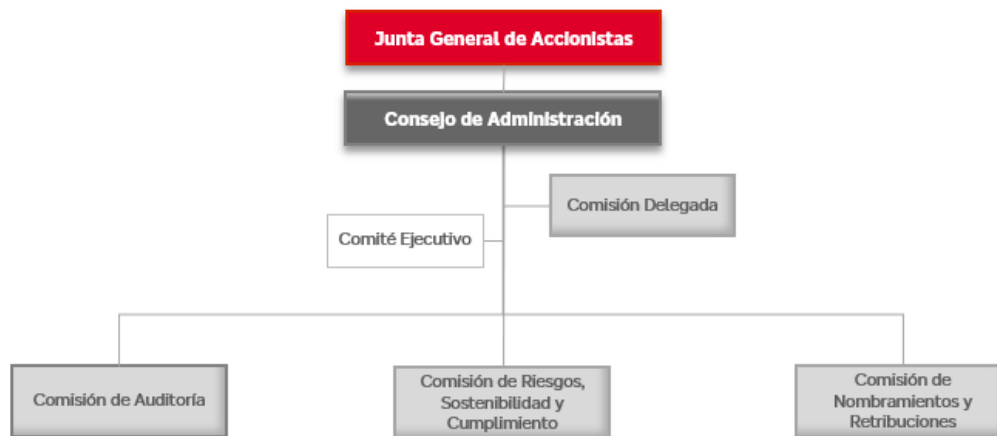 Junta General de Accionistas
Consejo de Administración
Comisión Delegada
Comité Ejecutivo
Comisión de Auditoría
Comisión de Riesgos,
Sostenibilidad y
Cumplimiento
Comisión de
Nombramientos y
Retribuciones